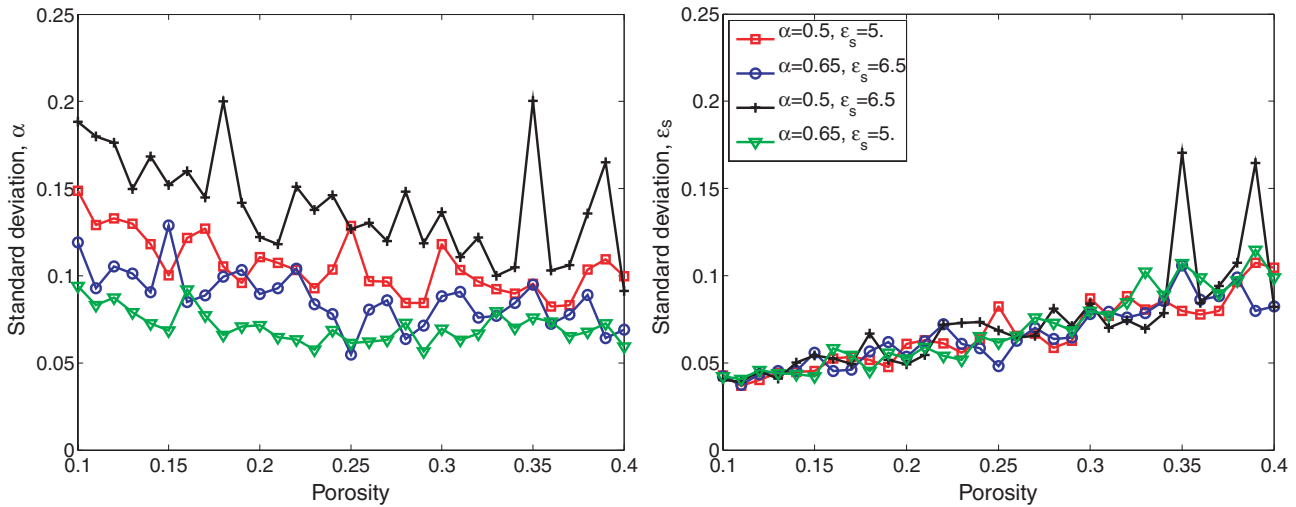 0.25
0.2
0.15
0.1
0.05
0
0.1 0.15 0.2 0.25 0.3 0.35 0.4
Porosity
Standard deviation, α
0.25
0.2
0.15
0.1
0.05
0
0.1 0.15 0.2 0.25 0.3 0.35 0.4
Porosity
Standard deviation, εs
α=0.5, εs=5.
α=0.65, εs=6.5
α=0.5, εs=6.5
α=0.65, εs=5.